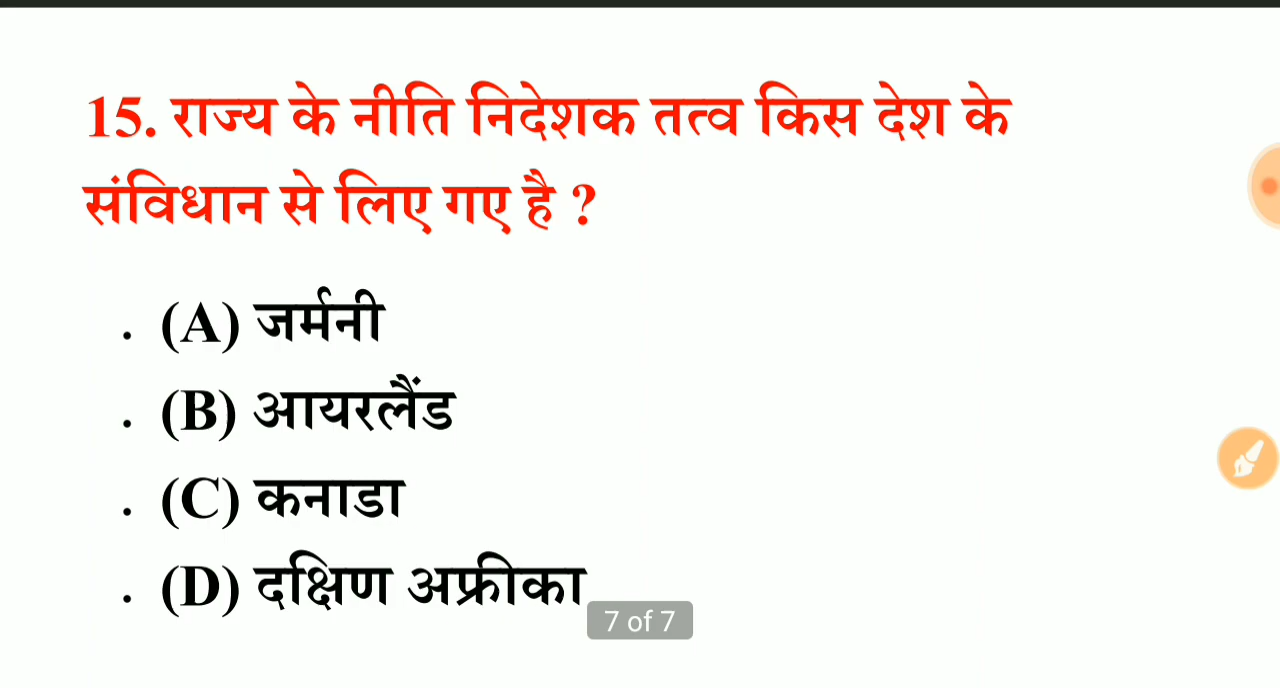 15. राज्य के नीति निदेशक तत्व किस देश के
संविधान से लिए गए है ?
. (A) जर्मनी
. (B) आयरलैंड
. (C) कनाडा
. (D) दक्षिण अफ्रीका
7 of 7